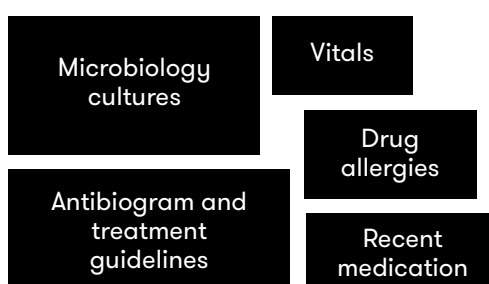 Microbiology
cultures
Vitals
Drug
allergies
Antibiogram and
treatment
guidelines
Recent
medication